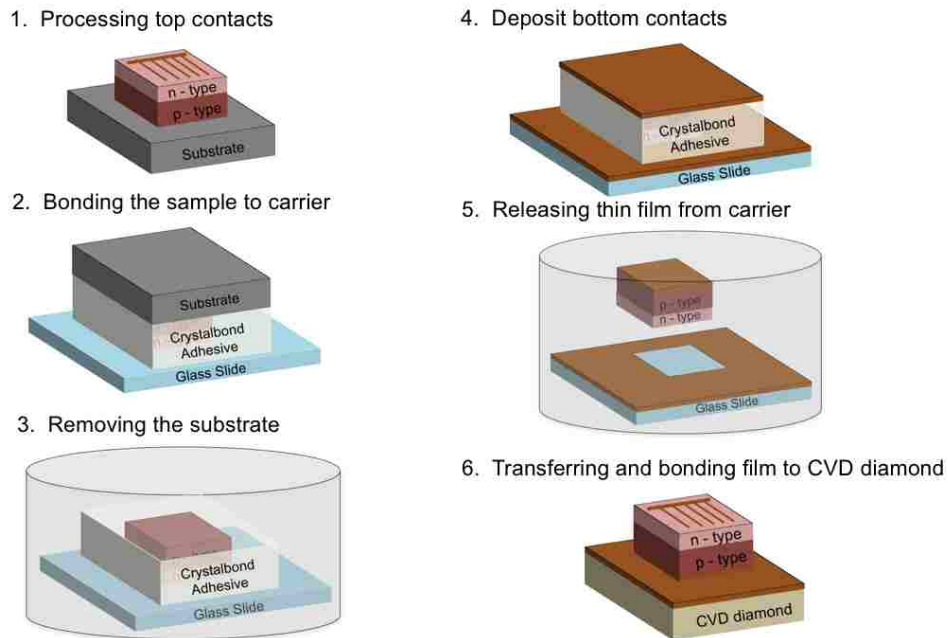 1. Processing top contacts
n - type
p - type
Substrate
2. Bonding the sample to carrier
Substrate
Crystalbond
Adhesive
Glass Slide
3. Removing the substrate
Crystalbond
Adhesive
Glass Slide
4. Deposit bottom contacts
Crystalbond
Adhesive
Glass Slide
5. Releasing thin film from carrier
p - type
n - type
Glass Slide
6. Transferring and bonding film to CVD diamond
n - type
p - type
CVD diamond